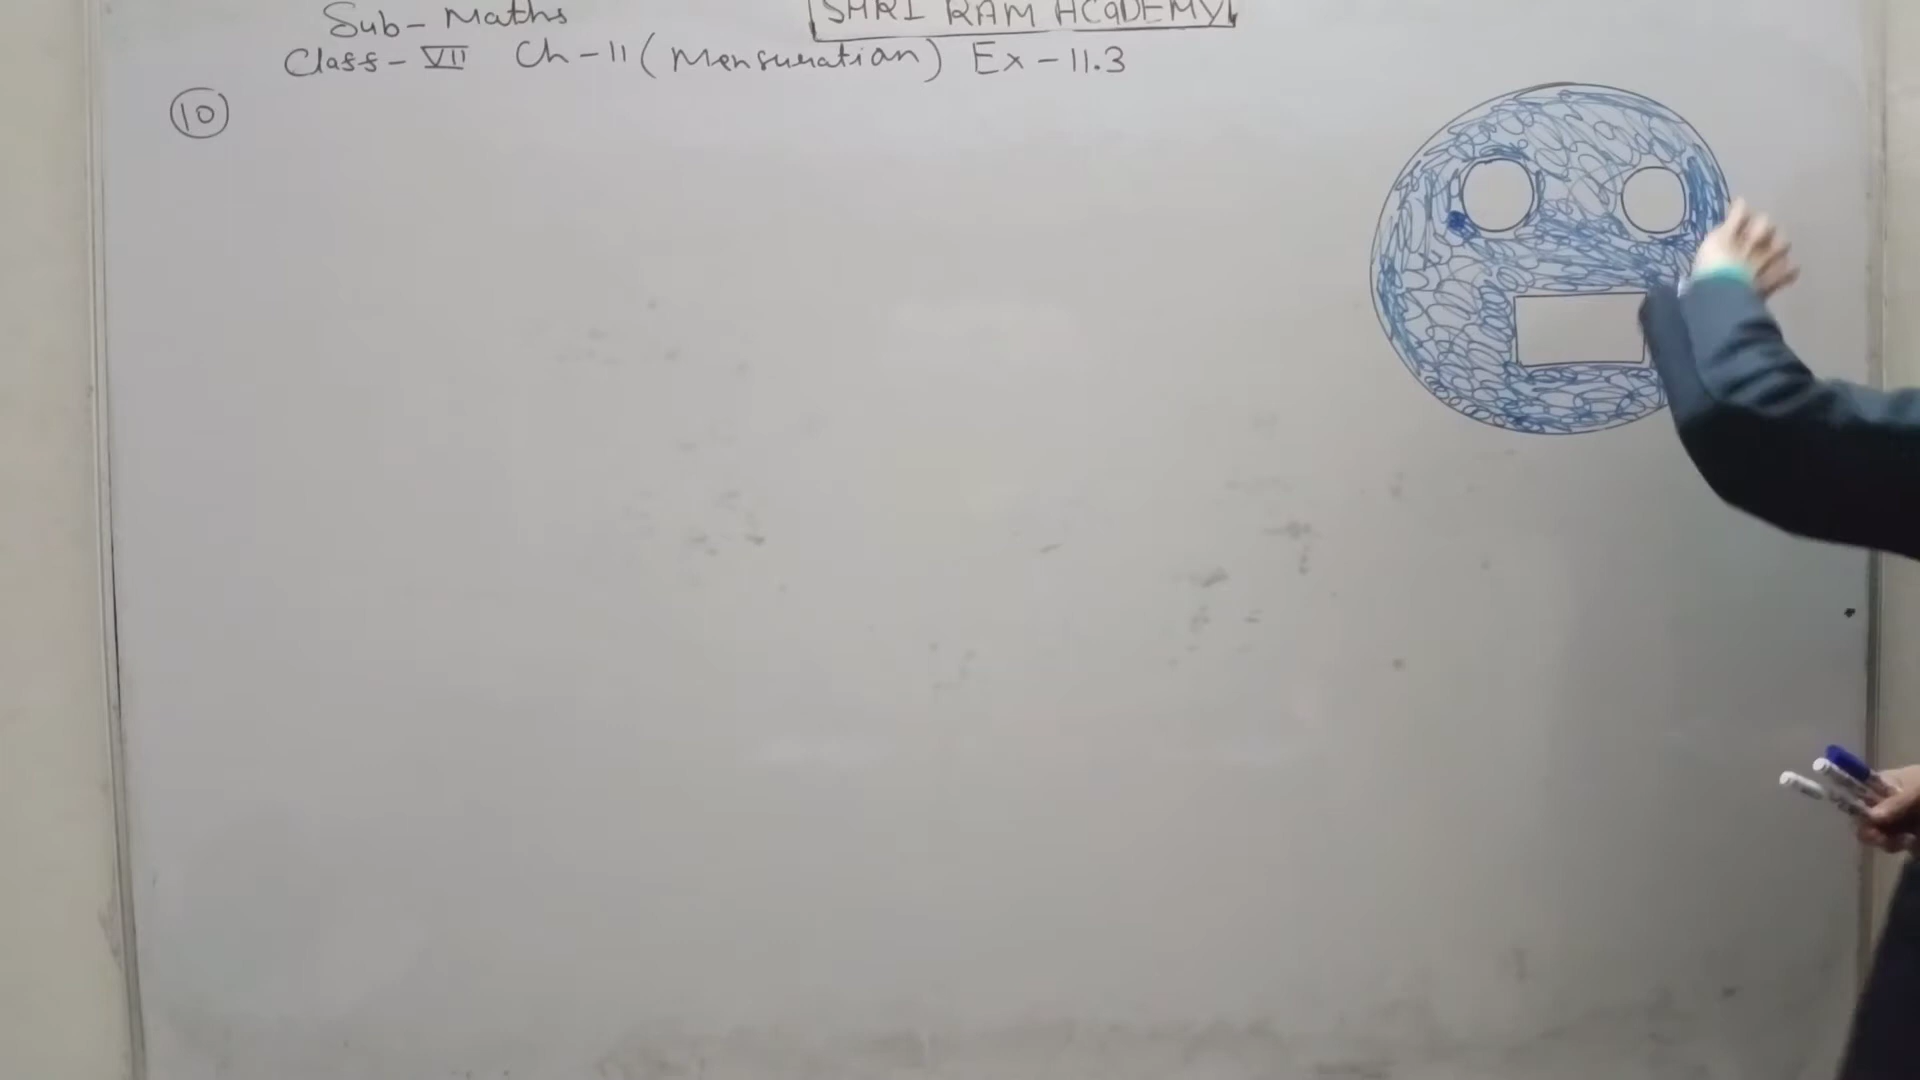 Sub- Maths
SHRI RAM ACADEMY
Class - VII Ch - 11 ( Mensuration ) Ex - 11.3
10